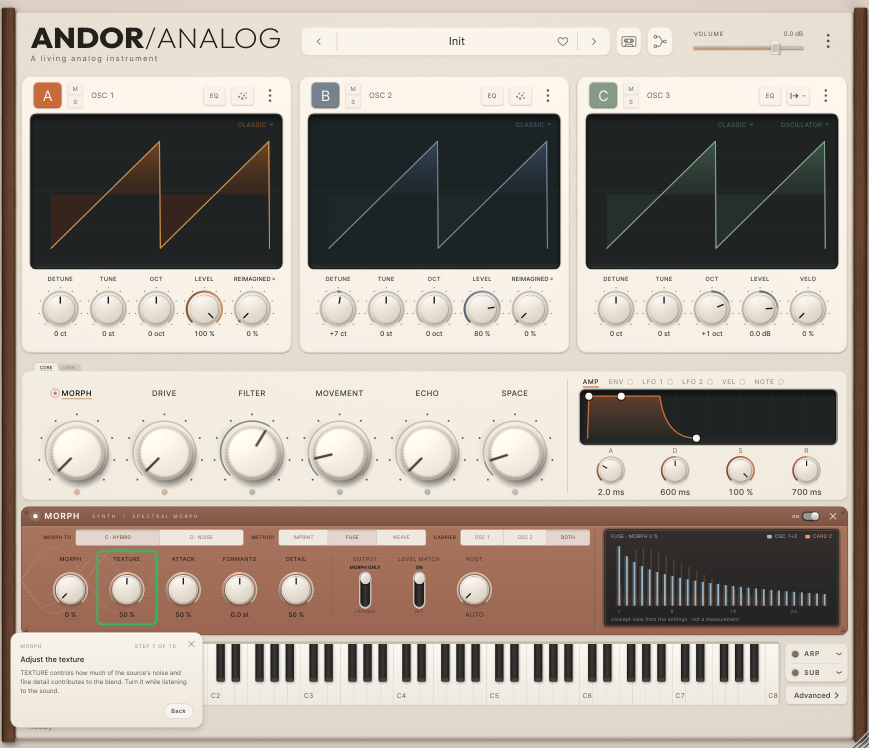 ANDOR/ANALOG
A living analog instrument
Init
VOLUME 0.0 dB
A M S OSC 1 EQ
CLASSIC
DETUNE TUNE OCT LEVEL REIMAGINED
0 ct 0 st 0 oct 100 % 0 %
B M S OSC 2 EQ
CLASSIC
DETUNE TUNE OCT LEVEL REIMAGINED
+7 ct 0 st 0 oct 80 % 0 %
C M S OSC 3 EQ
CLASSIC OSCILLATOR
DETUNE TUNE OCT LEVEL VELO
0 ct 0 st +1 oct 0.0 dB 0 %
CORE
MORPH DRIVE FILTER MOVEMENT ECHO SPACE
AMP ENV LFO 1 LFO 2 VEL NOTE
A D S R
2.0 ms 600 ms 100 % 700 ms
MORPH SYNTH / SPECTRAL MORPH ON
MORPH TO C · HYBRID D · NOISE METHOD IMPRINT FUSE WEAVE CARRIER OSC 1 OSC 2 BOTH
MORPH TEXTURE ATTACK FORMANTS DETAIL OUTPUT LEVEL MATCH ROOT
MORPH ONLY ON
LAYERED OFF
0 % 50 % 50 % 0.0 st 50 % AUTO
FUSE · MORPH 0 % OSC 1+2 CARD C
1 8 16 24
concept view from the settings · not a measurement
MORPH STEP 7 OF 10
Adjust the texture
TEXTURE controls how much of the source's noise and
fine detail contributes to the blend. Turn it while listening
to the sound.
Back
C2 C3 C4 C5 C6 C7 C8
ARP
SUB
Advanced